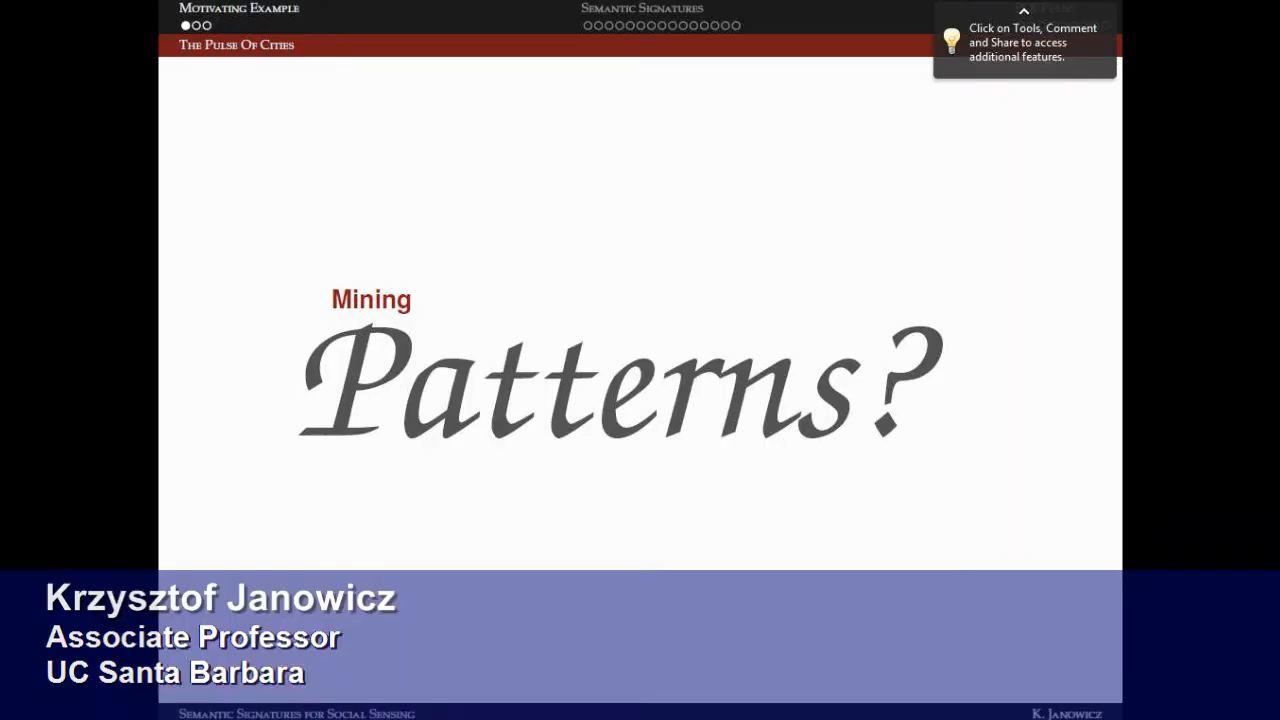 Motivating Example
Semantic Signatures
The Pulse Of Cities
Click on Tools, Comment
and Share to access
additional features.
Mining
Patterns?
Krzysztof Janowicz
Associate Professor
UC Santa Barbara
Semantic Signatures for Social Sensing
K. Janowicz